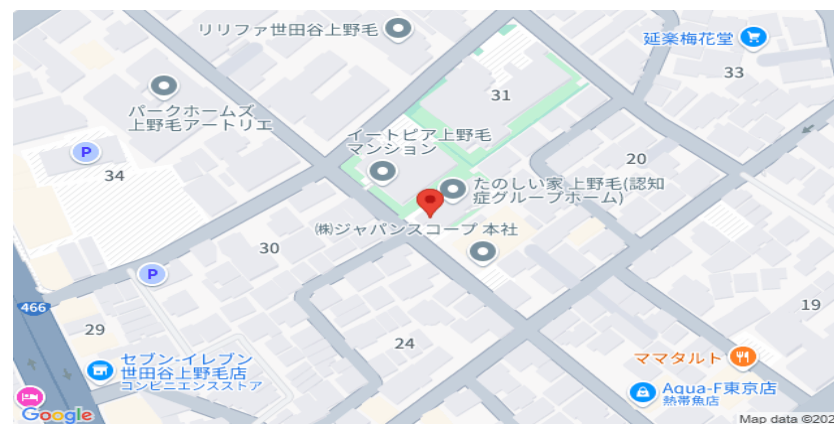 リリファ世田谷上野毛
延楽梅花堂
33
31
パークホームズ
上野毛アートリエ
イートピア上野毛
マンション
P
34
20
たのしい家 上野毛(認知
症グループホーム)
㈱ジャパンスコープ 本社
30
P
466
19
29
24
セブン-イレブン
世田谷上野毛店
コンビニエンスストア
ママタルト
Aqua-F東京店
熱帯魚店
Google
Map data ©202